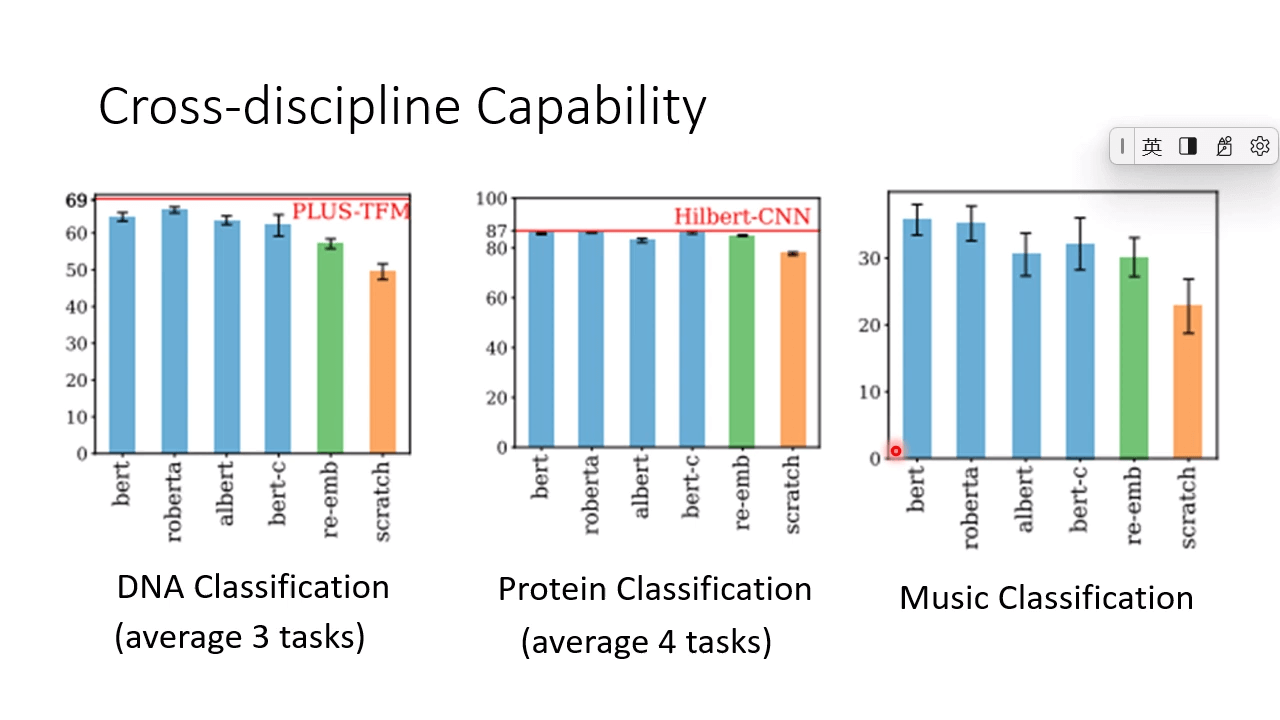 Cross-discipline Capability
英
69
60
50
40
30
20
10
0
PLUS-TFM
bert
roberta
albert
bert-c
re-emb
scratch
DNA Classification
(average 3 tasks)
100
87
80
60
40
20
0
Hilbert-CNN
bert
roberta
albert
bert-c
re-emb
scratch
Protein Classification
(average 4 tasks)
30
20
10
0
bert
roberta
albert
bert-c
re-emb
scratch
Music Classification